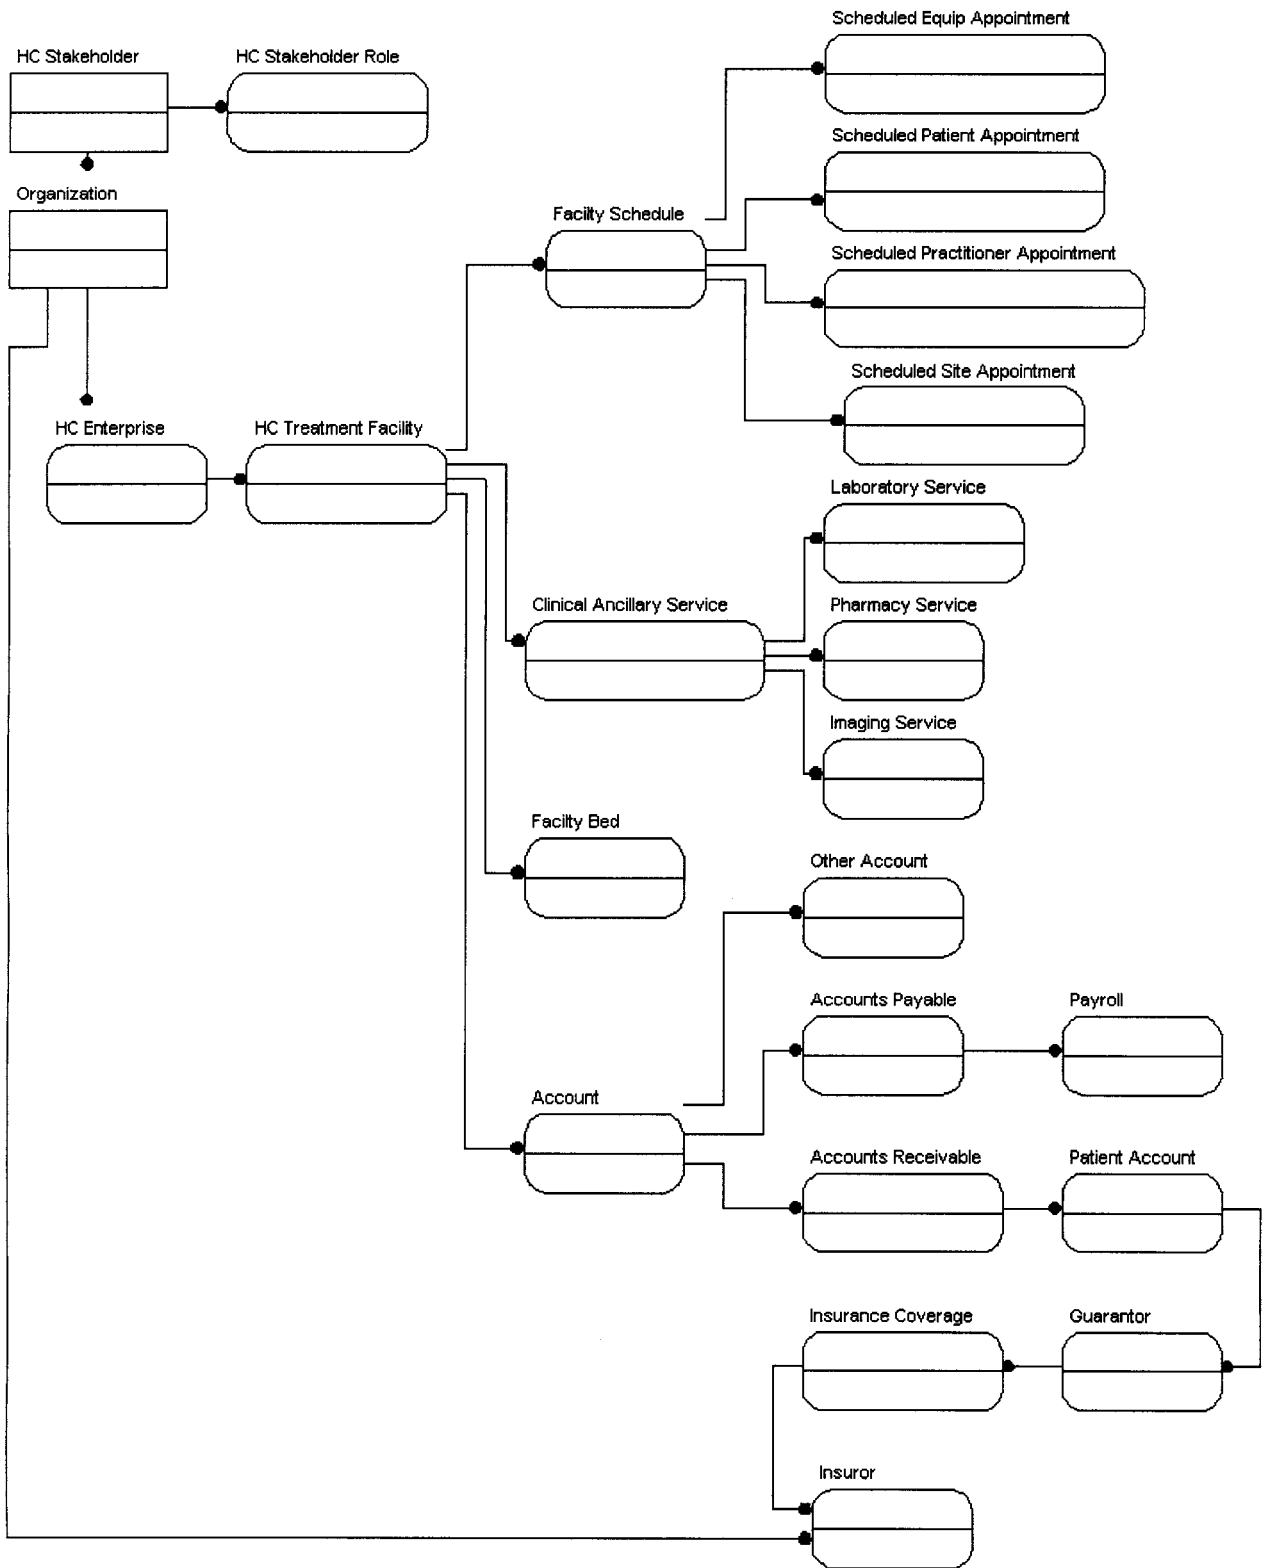 Scheduled Equip Appointment
HC Stakeholder
HC Stakeholder Role
Scheduled Patient Appointment
Organization
Facilty Schedule
Scheduled Practitioner Appointment
Scheduled Site Appointment
HC Enterprise
HC Treatment Facility
Laboratory Service
Clinical Ancillary Service
Pharmacy Service
Imaging Service
Facilty Bed
Other Account
Accounts Payable
Payroll
Account
Accounts Receivable
Patient Account
Insurance Coverage
Guarantor
Insuror